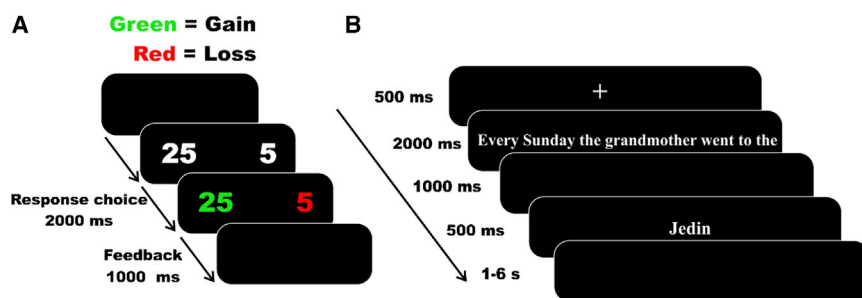 A
Green = Gain
Red = Loss
25 5
Response choice
2000 ms
25 5
Feedback
1000 ms
B
500 ms
+
2000 ms
Every Sunday the grandmother went to the
1000 ms
500 ms
Jedin
1-6 s